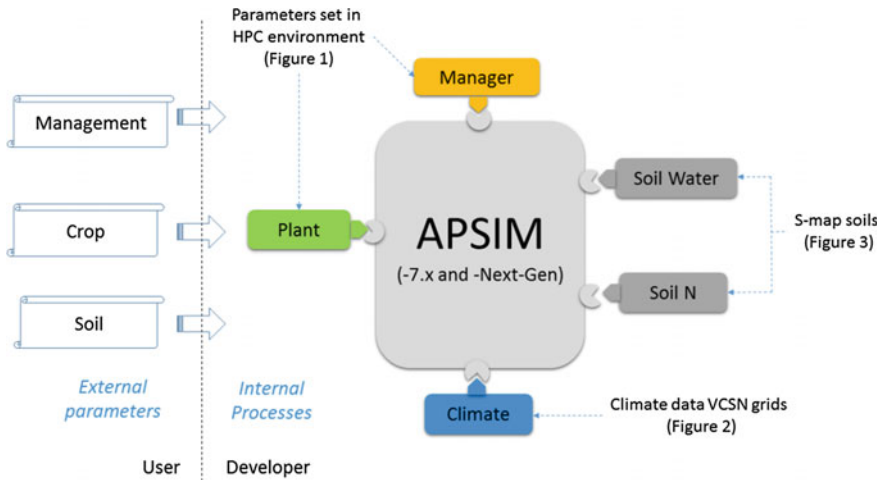 Parameters set in
HPC environment
(Figure 1)
Manager
Management
Soil Water
Crop
Plant
APSIM
(-7.x and -Next-Gen)
S-map soils
(Figure 3)
Soil N
Soil
External
parameters
Internal
Processes
Climate
Climate data VCSN grids
(Figure 2)
User
Developer